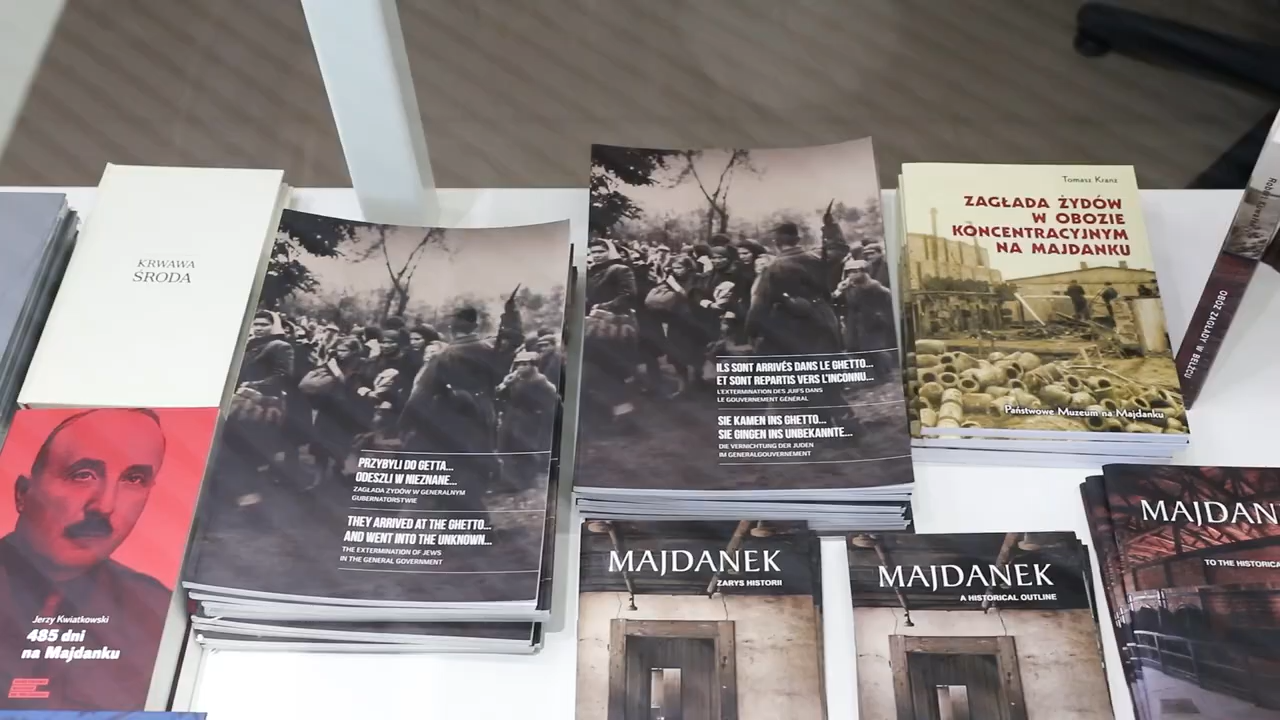 KRWAWA
ŚRODA
Jerzy Kwiatkowski
485 dni
na Majdanku
PRZYBYLI DO GETTA...
ODESZLI W NIEZNANE...
ZAGŁADA ŻYDÓW W GENERALNYM
GUBERNATORSTWIE
THEY ARRIVED AT THE GHETTO...
AND WENT INTO THE UNKNOWN...
THE EXTERMINATION OF JEWS
IN THE GENERAL GOVERNMENT
ILS SONT ARRIVÉS DANS LE GHETTO...
ET SONT REPARTIS VERS L'INCONNU...
L'EXTERMINATION DES JUIFS DANS
LE GOUVERNEMENT GÉNÉRAL
SIE KAMEN INS GHETTO...
SIE GINGEN INS UNBEKANNTE...
DIE VERNICHTUNG DER JUDEN
IM GENERALGOUVERNEMENT
Tomasz Kranz
ZAGŁADA ŻYDÓW
W OBOZIE
KONCENTRACYJNYM
NA MAJDANKU
Państwowe Muzeum na Majdanku
OBÓZ ZAGŁADY W BEŁŻCU
MAJDANEK
ZARYS HISTORII
MAJDANEK
A HISTORICAL OUTLINE
MAJDAN
TO THE HISTORICA